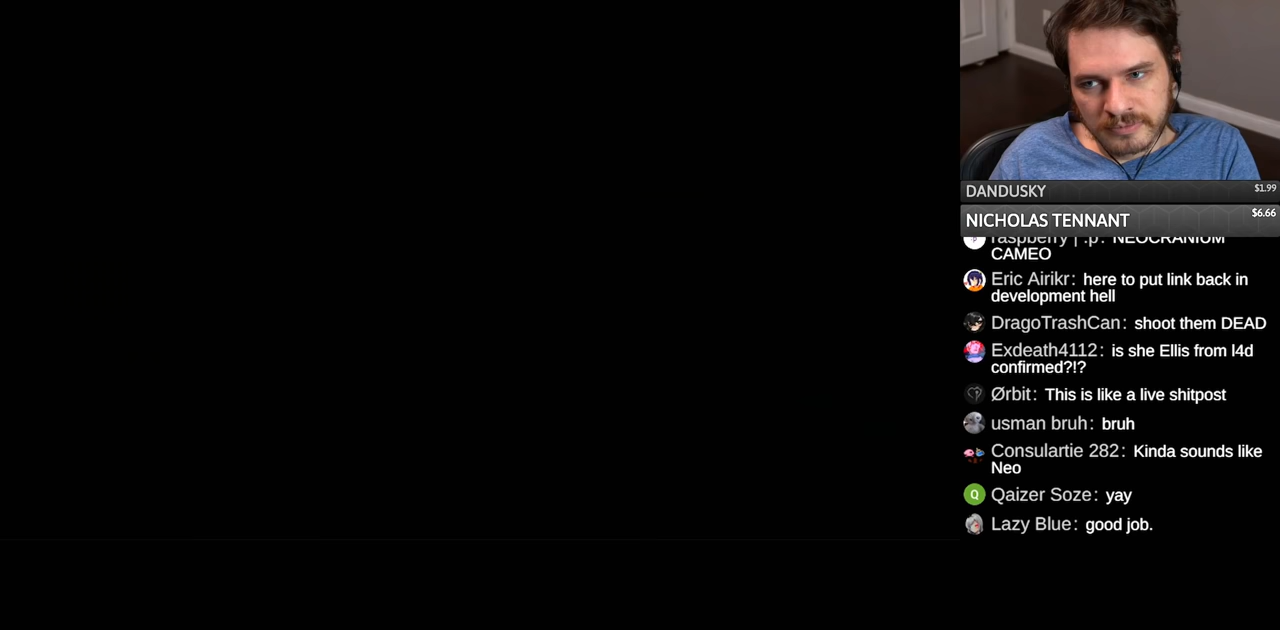 DANDUSKY $1.99
NICHOLAS TENNANT $6.66
raspberry | :p: NEOCRANIUM
CAMEO
Eric Airikr: here to put link back in
development hell
DragoTrashCan: shoot them DEAD
Exdeath4112: is she Ellis from l4d
confirmed?!?
Ørbit: This is like a live shitpost
usman bruh: bruh
Consulartie 282: Kinda sounds like
Neo
Q Qaizer Soze: yay
Lazy Blue: good job.